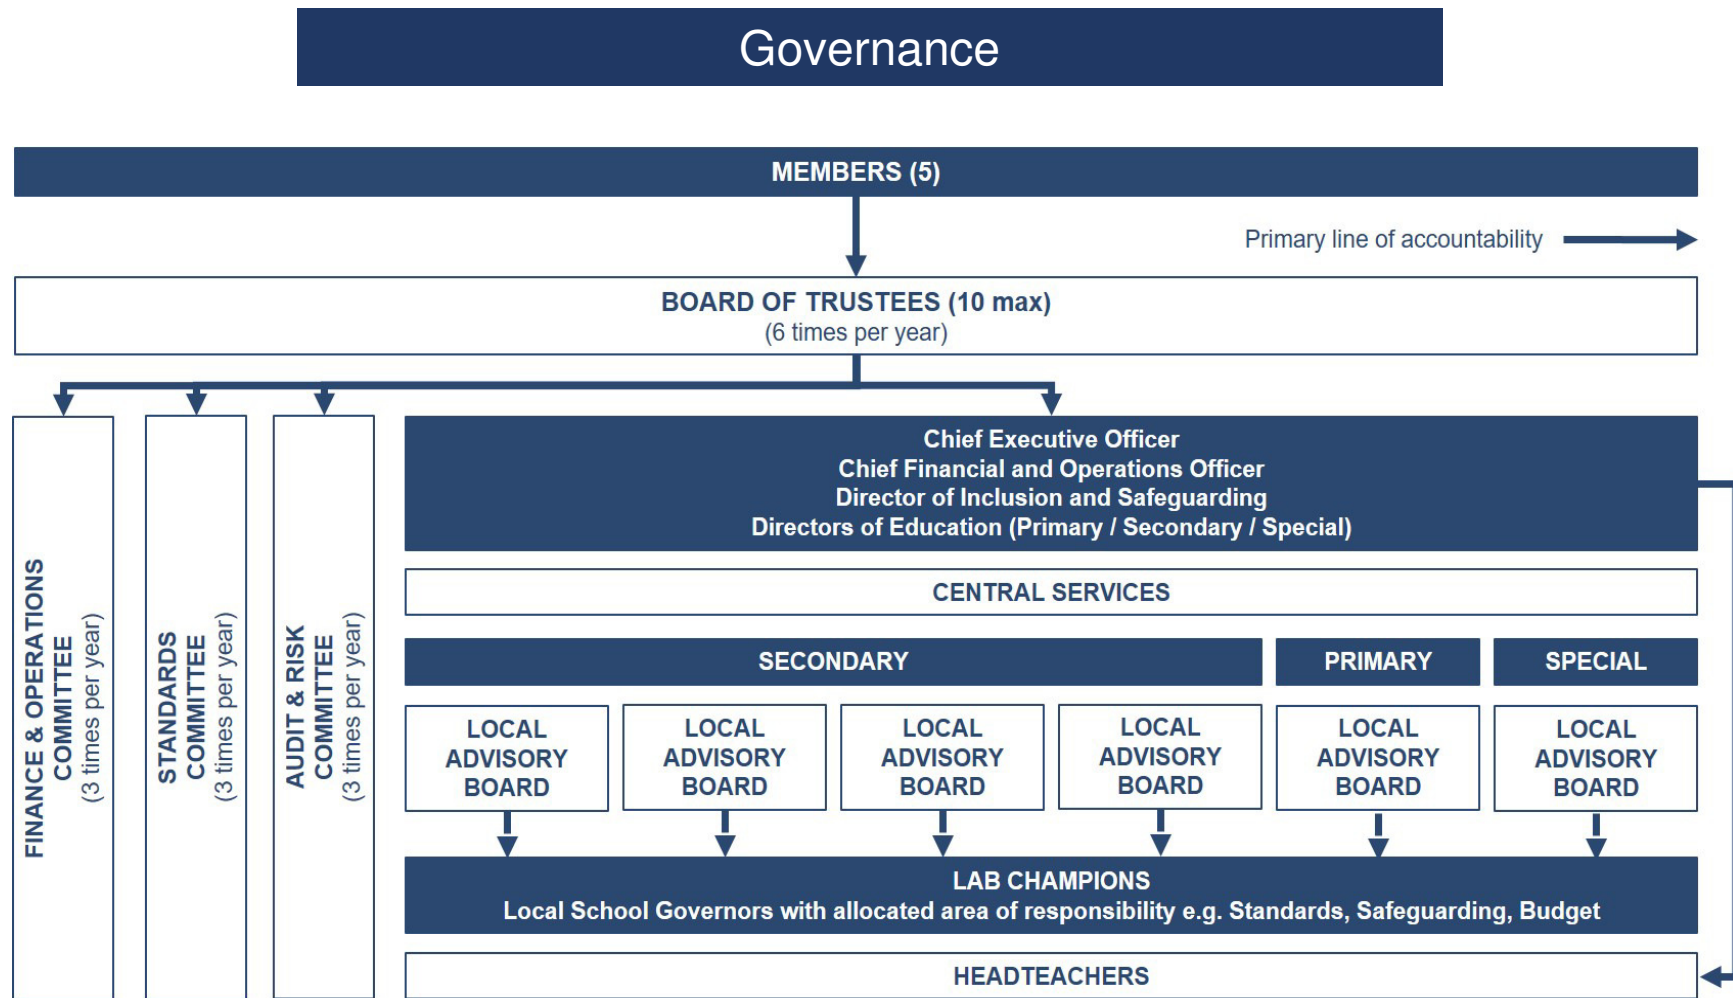 Governance
MEMBERS (5)
Primary line of accountability
BOARD OF TRUSTEES (10 max)
(6 times per year)
FINANCE & OPERATIONS
COMMITTEE
(3 times per year)
STANDARDS
COMMITTEE
(3 times per year)
AUDIT & RISK
COMMITTEE
(3 times per year)
Chief Executive Officer
Chief Financial and Operations Officer
Director of Inclusion and Safeguarding
Directors of Education (Primary / Secondary / Special)
CENTRAL SERVICES
SECONDARY
PRIMARY
SPECIAL
LOCAL
ADVISORY
BOARD
LOCAL
ADVISORY
BOARD
LOCAL
ADVISORY
BOARD
LOCAL
ADVISORY
BOARD
LOCAL
ADVISORY
BOARD
LOCAL
ADVISORY
BOARD
LAB CHAMPIONS
Local School Governors with allocated area of responsibility e.g. Standards, Safeguarding, Budget
HEADTEACHERS